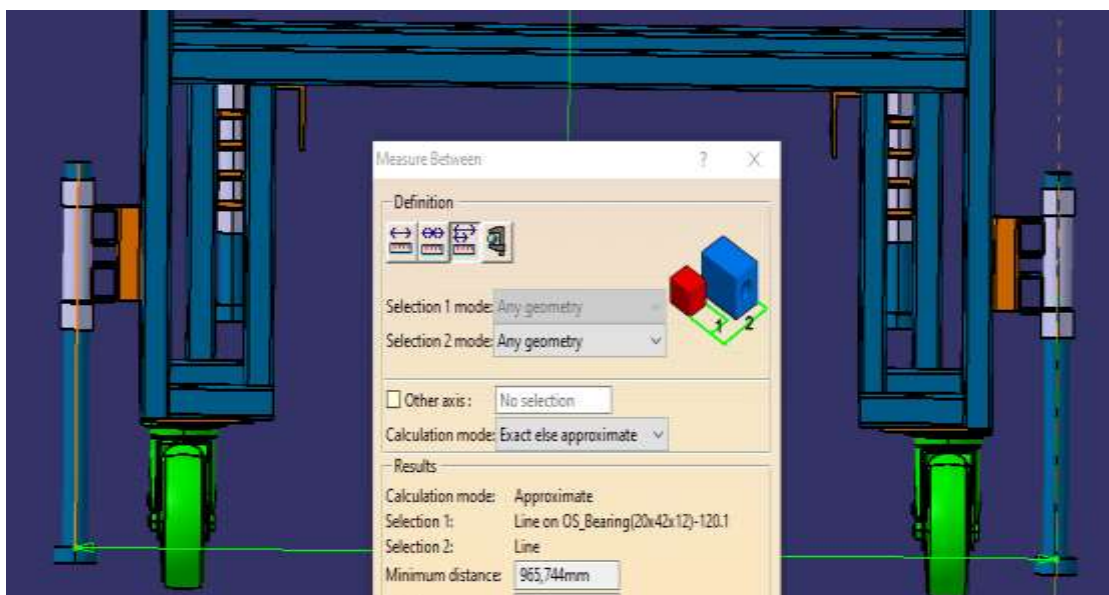 Measure Between ? X
Definition
Selection 1 mode: Any geometry
Selection 2 mode: Any geometry
1 2
Other axis : No selection
Calculation mode: Exact else approximate
Results
Calculation mode: Approximate
Selection 1: Line on OS_Bearing(20x42x12)-120.1
Selection 2: Line
Minimum distance: 965,744mm